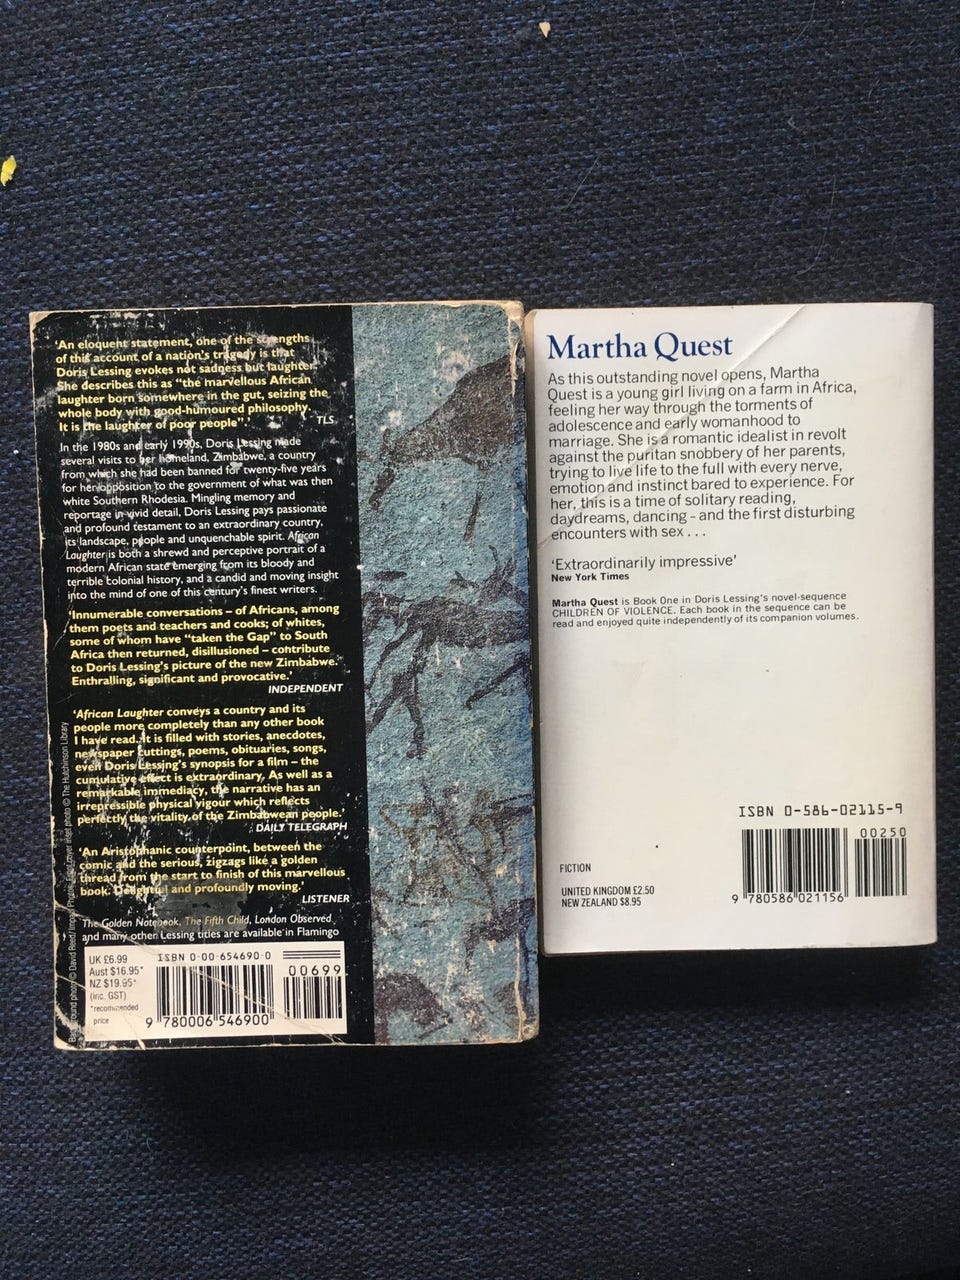 'An eloquent statement, one of the strengths
of this account of a nation's tragedy is that
Doris Lessing evokes not sadness but laughter.
She describes this as "the marvellous African
laughter born somewhere in the gut, seizing the
whole body with good-humoured philosophy.
It is the laughter of poor people".'
TLS
In the 1980s and early 1990s, Doris Lessing made
several visits to her homeland, Zimbabwe, a country
from which she had been banned for twenty-five years
for her opposition to the government of what was then
white Southern Rhodesia. Mingling memory and
reportage in vivid detail, Doris Lessing pays passionate
and profound testament to an extraordinary country,
its landscape, people and unquenchable spirit. African
Laughter is both a shrewd and perceptive portrait of a
modern African state emerging from its bloody and
terrible colonial history, and a candid and moving insight
into the mind of one of this century's finest writers.
'Innumerable conversations – of Africans, among
them poets and teachers and cooks; of whites,
some of whom have "taken the Gap" to South
Africa then returned, disillusioned – contribute
to Doris Lessing's picture of the new Zimbabwe.
Enthralling, significant and provocative.'
INDEPENDENT
'African Laughter conveys a country and its
people more completely than any other book
I have read. It is filled with stories, anecdotes,
newspaper cuttings, poems, obituaries, songs,
even Doris Lessing's synopsis for a film – the
cumulative effect is extraordinary. As well as a
remarkable immediacy, the narrative has an
irrepressible physical vigour which reflects
perfectly the vitality of the Zimbabwean people.'
DAILY TELEGRAPH
'An Aristophanic counterpoint, between the
comic and the serious, zigzags like a golden
thread from the start to finish of this marvellous
book. Delightful and profoundly moving.'
LISTENER
The Golden Notebook, The Fifth Child, London Observed
and many other Lessing titles are available in Flamingo
UK £6.99
Aust $16.95*
NZ $19.95*
(inc. GST)
*recommended
price
ISBN 0-00-654690-0
00699
9 780006 546900
Background photo © David Reed/Impact Photos. Front cover inset photo © The Hutchinson Library
Martha Quest
As this outstanding novel opens, Martha
Quest is a young girl living on a farm in Africa,
feeling her way through the torments of
adolescence and early womanhood to
marriage. She is a romantic idealist in revolt
against the puritan snobbery of her parents,
trying to live life to the full with every nerve,
emotion and instinct bared to experience. For
her, this is a time of solitary reading,
daydreams, dancing – and the first disturbing
encounters with sex . . .
'Extraordinarily impressive'
New York Times
Martha Quest is Book One in Doris Lessing's novel-sequence
CHILDREN OF VIOLENCE. Each book in the sequence can be
read and enjoyed quite independently of its companion volumes.
ISBN 0-586-02115-9
00250
FICTION
UNITED KINGDOM £2.50
NEW ZEALAND $8.95
9 780586 021156